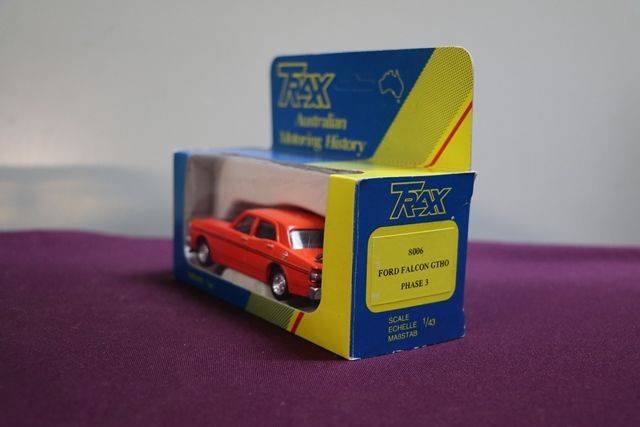 TRAX
Australian
Motoring History
TRAX
8006
FORD FALCON GTHO
PHASE 3
SCALE
ECHELLE 1/43
MAßSTAB